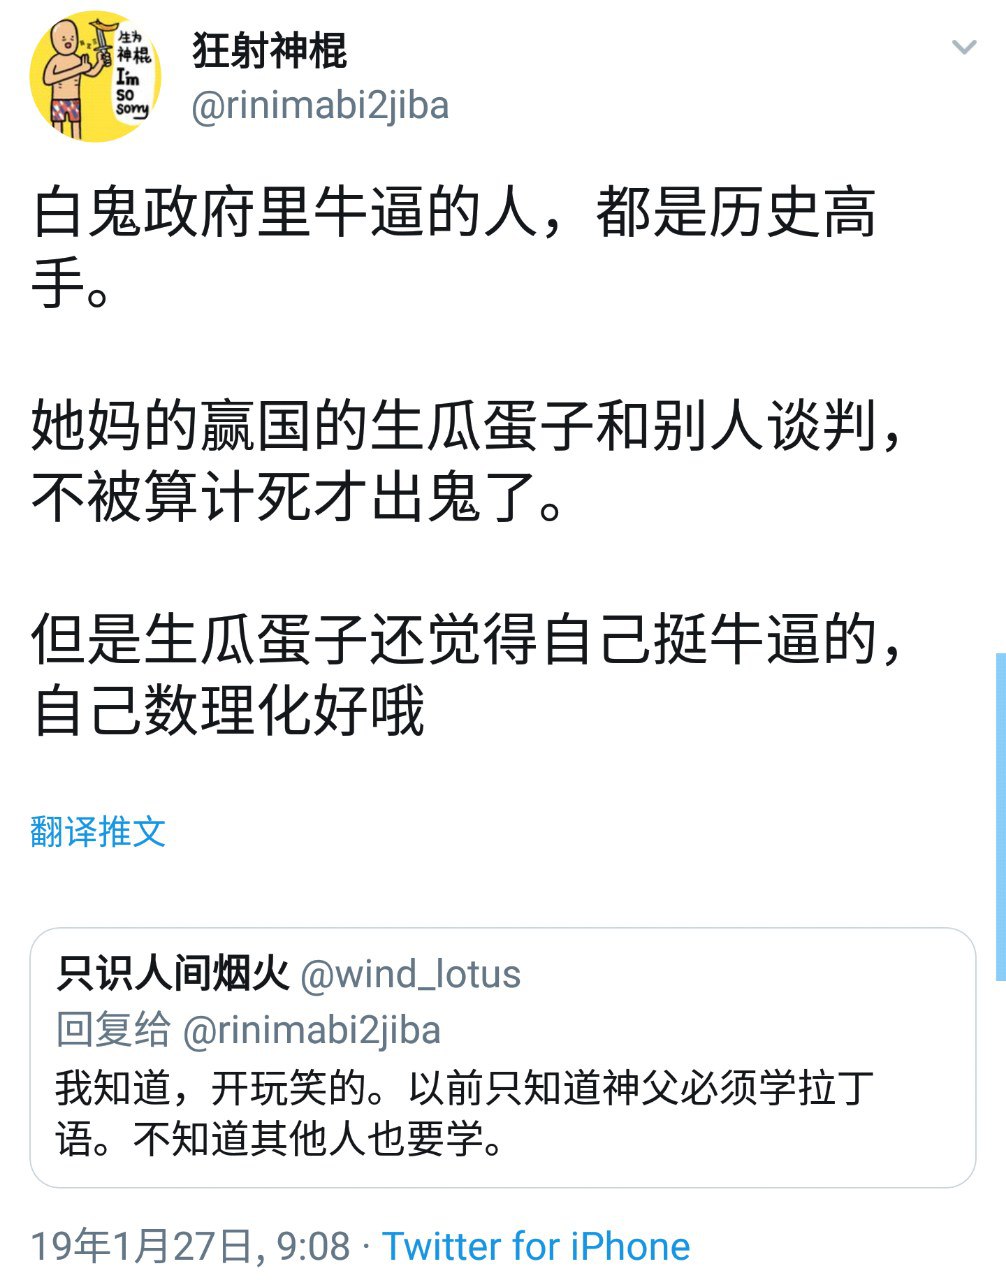 生为
神棍
I'm
so
sorry
狂射神棍
@rinimabi2jiba
白鬼政府里牛逼的人，都是历史高
手。
她妈的赢国的生瓜蛋子和别人谈判，
不被算计死才出鬼了。
但是生瓜蛋子还觉得自己挺牛逼的，
自己数理化好哦
翻译推文
只识人间烟火 @wind_lotus
回复给 @rinimabi2jiba
我知道，开玩笑的。以前只知道神父必须学拉丁
语。不知道其他人也要学。
19年1月27日, 9:08 · Twitter for iPhone